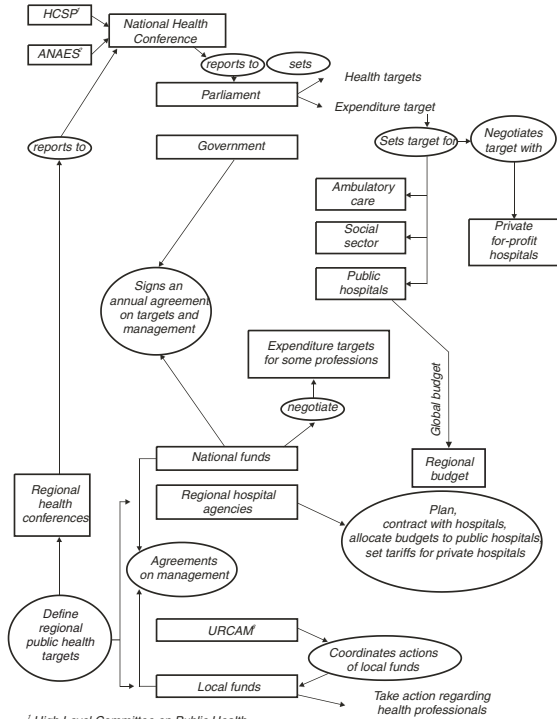 HCSP¹
National Health
Conference
ANAES²
reports to
sets
Health targets
Parliament
Expenditure target
reports to
Government
Sets target for
Negotiates
target with
Ambulatory
care
Social
sector
Private
for-profit
hospitals
Public
hospitals
Signs an
annual agreement
on targets and
management
Expenditure targets
for some professions
Global budget
negotiate
National funds
Regional
budget
Regional
health
conferences
Regional hospital
agencies
Plan,
contract with hospitals,
allocate budgets to public hospitals,
set tariffs for private hospitals
Agreements
on management
Define
regional
public health
targets
URCAM³
Coordinates actions
of local funds
Local funds
Take action regarding
health professionals
¹ High Level Committee on Public Health